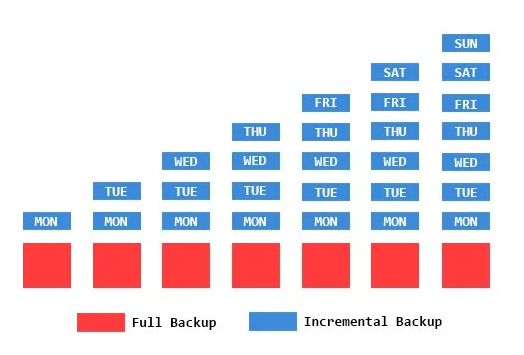 SUN
SAT SAT
FRI FRI FRI
THU THU THU THU
WED WED WED WED WED
TUE TUE TUE TUE TUE TUE
MON MON MON MON MON MON MON
Full Backup Incremental Backup